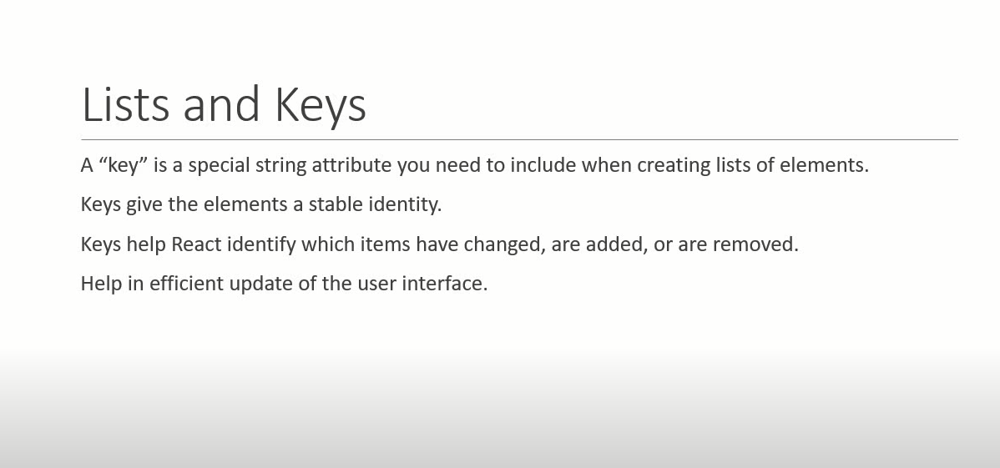 Lists and Keys
A “key” is a special string attribute you need to include when creating lists of elements.
Keys give the elements a stable identity.
Keys help React identify which items have changed, are added, or are removed.
Help in efficient update of the user interface.